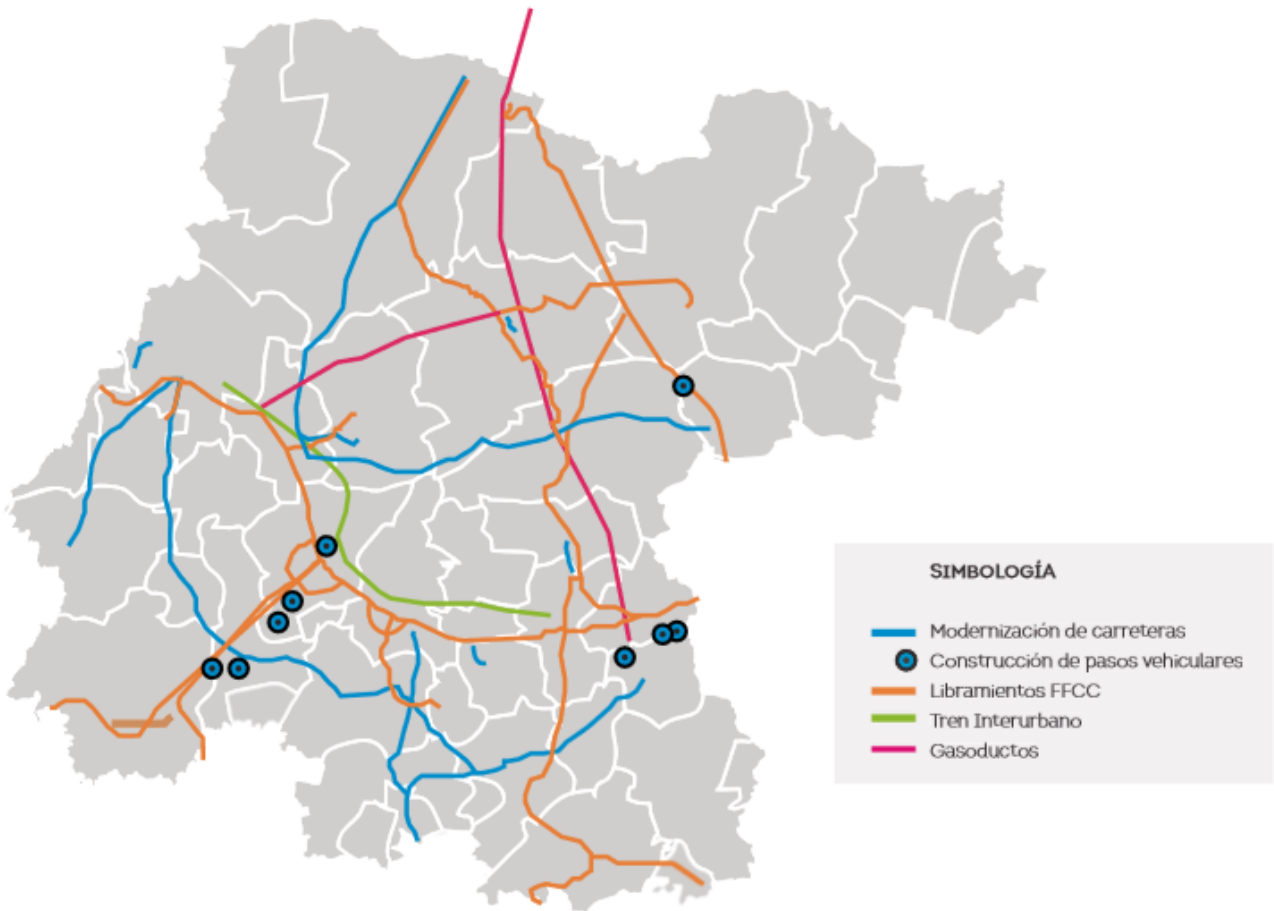 SIMBOLOGÍA
Modernización de carreteras
Construcción de pasos vehiculares
Libramientos FFCC
Tren Interurbano
Gasoductos